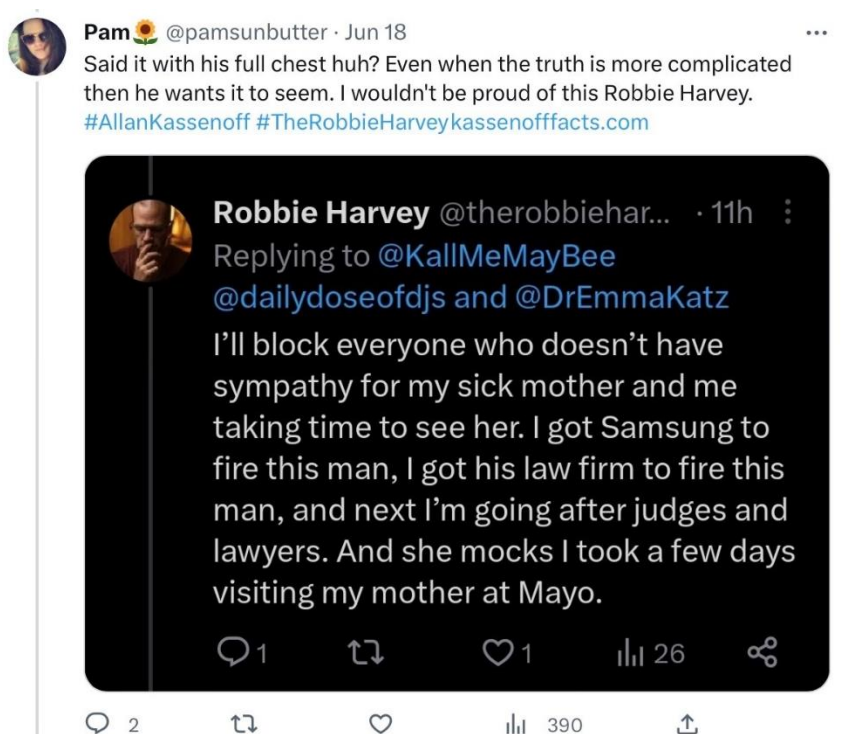 Pam🌻 @pamsunbutter · Jun 18
Said it with his full chest huh? Even when the truth is more complicated
then he wants it to seem. I wouldn't be proud of this Robbie Harvey.
#AllanKassenoff #TheRobbieHarveykassenofffacts.com
Robbie Harvey @therobbiehar... · 11h
Replying to @KallMeMayBee
@dailydoseofdjs and @DrEmmaKatz
I’ll block everyone who doesn’t have
sympathy for my sick mother and me
taking time to see her. I got Samsung to
fire this man, I got his law firm to fire this
man, and next I’m going after judges and
lawyers. And she mocks I took a few days
visiting my mother at Mayo.
1 1 26
2 390